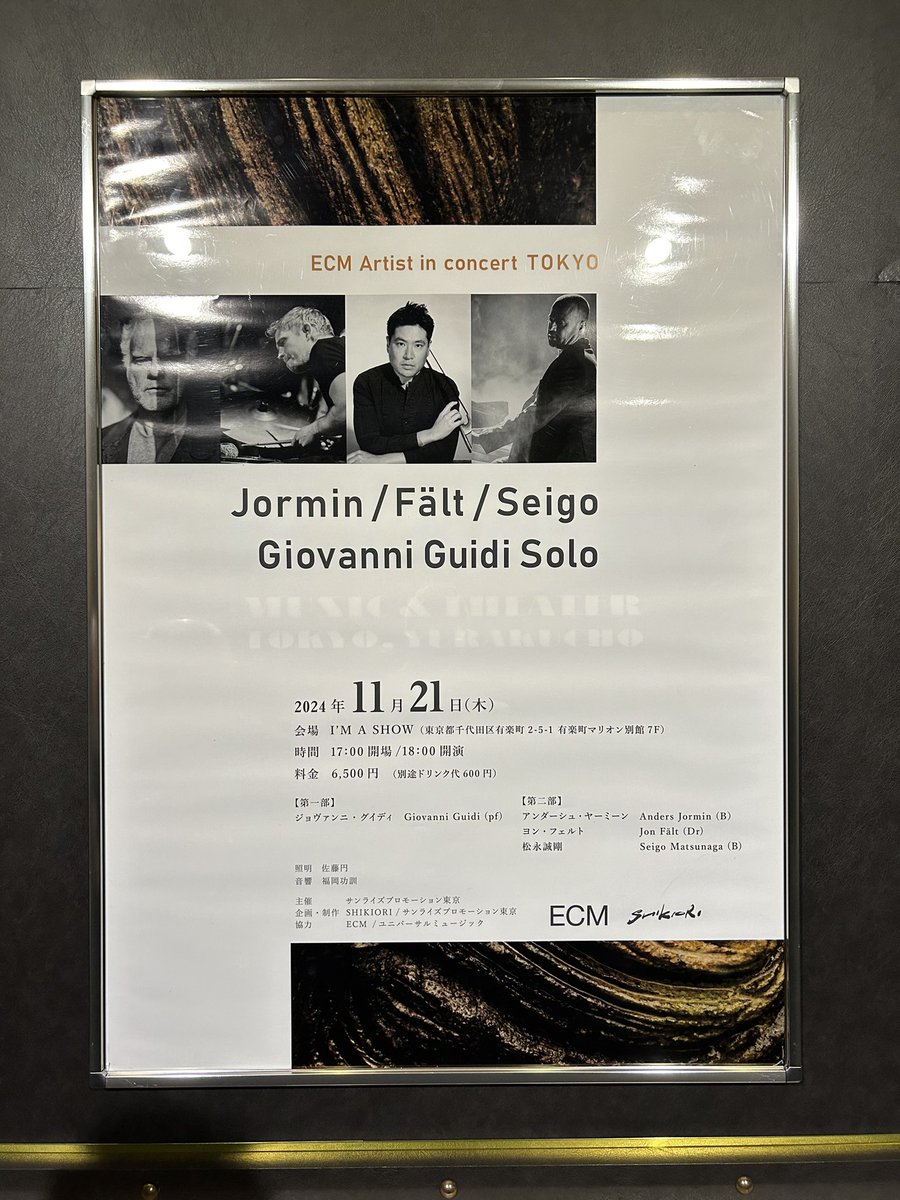 ECM Artist in concert TOKYO
Jormin / Fält / Seigo
Giovanni Guidi Solo
MUSIC & THEATER
TOKYO, YURAKUCHO
2024年 11月21日(木)
会場 I'M A SHOW (東京都千代田区有楽町 2-5-1 有楽町マリオン別館 7F)
時間 17:00 開場 /18:00 開演
料金 6,500 円 (別途ドリンク代 600 円)
【第一部】
ジョヴァンニ・グイディ Giovanni Guidi (pf)
【第二部】
アンダーシュ・ヤーミーン Anders Jormin (B)
ヨン・フェルト Jon Fält (Dr)
松永誠剛 Seigo Matsunaga (B)
照明 佐藤円
音響 福岡功訓
主催 サンライズプロモーション東京
企画・制作 SHIKIORI / サンライズプロモーション東京
協力 ECM / ユニバーサルミュージック
ECM SHIKIORI